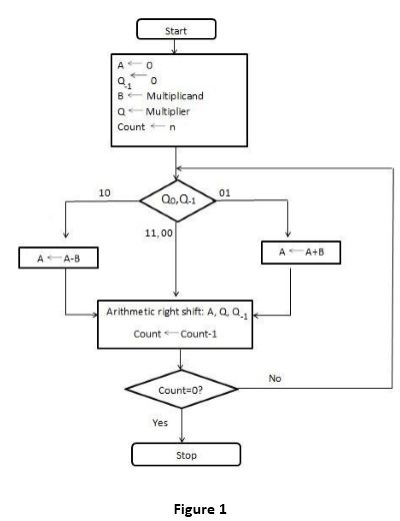 Start
A ← 0
Q-1 ← 0
B ← Multiplicand
Q ← Multiplier
Count ← n
10
Q0,Q-1
01
11,00
A ← A-B
A ← A+B
Arithmetic right shift: A, Q, Q-1
Count ← Count-1
No
Count=0?
Yes
Stop
Figure 1